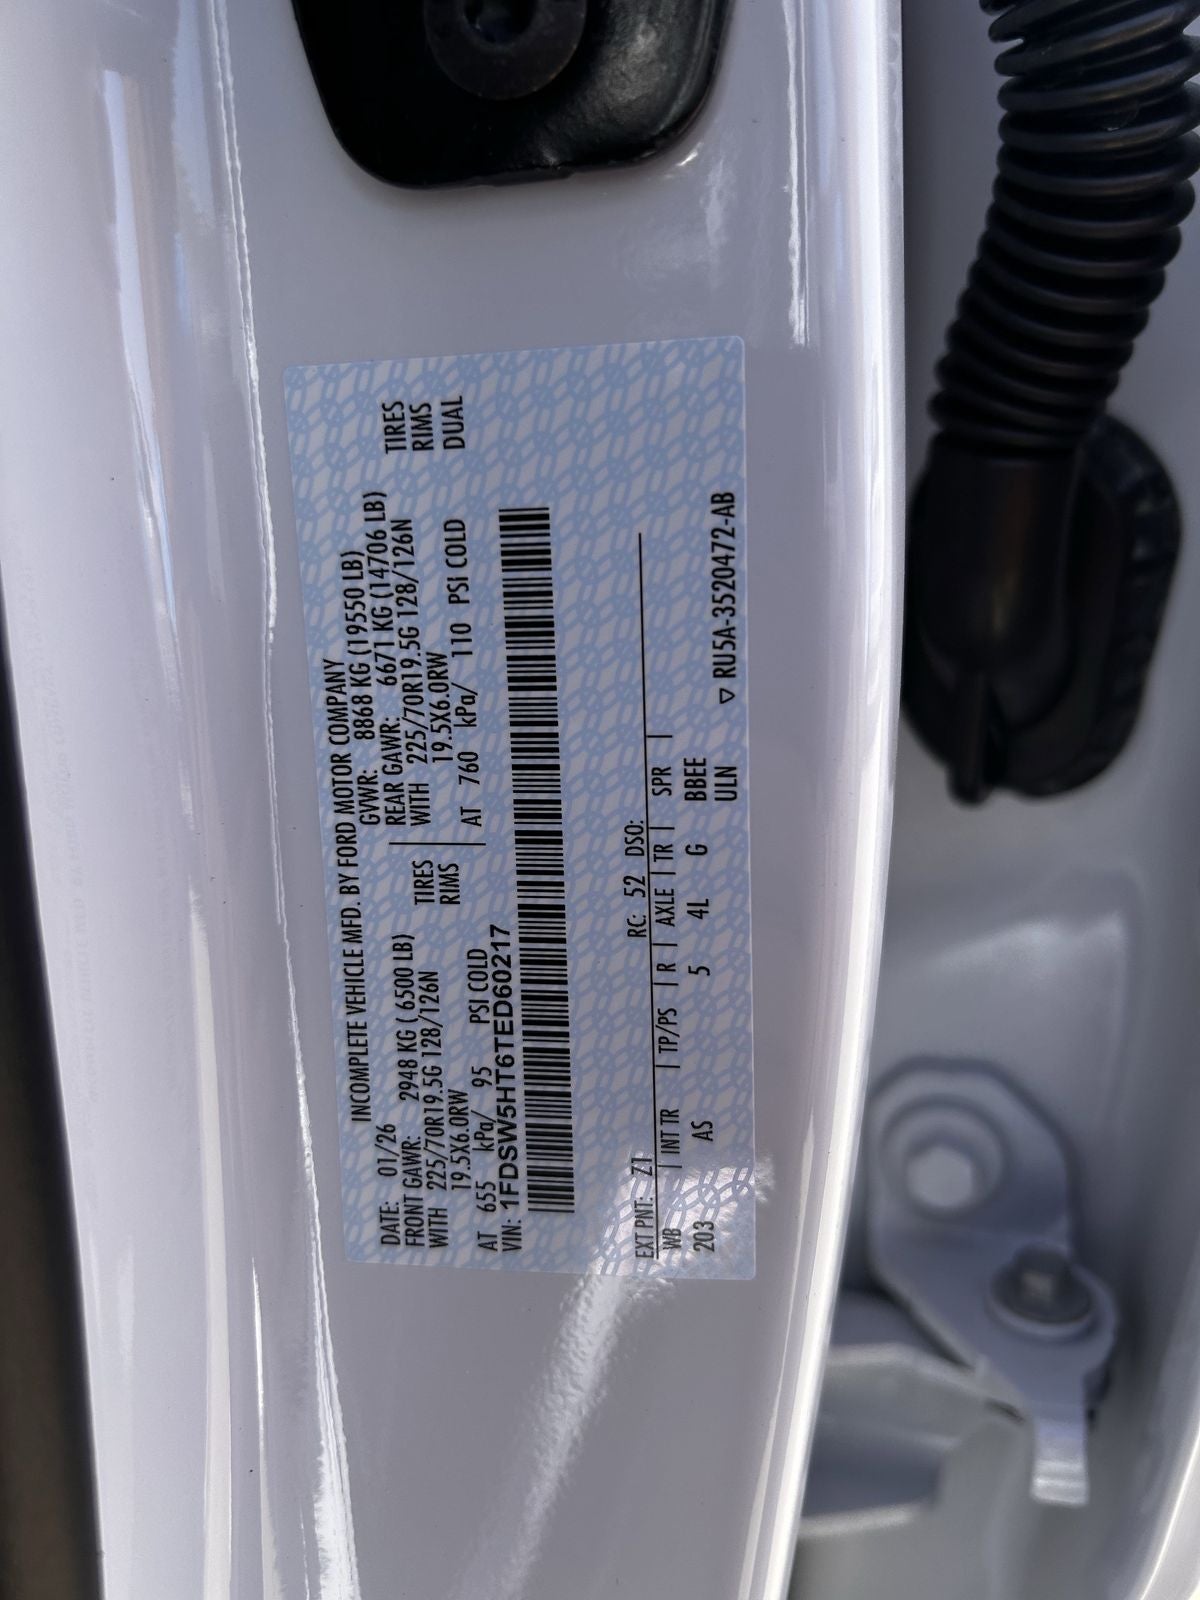 INCOMPLETE VEHICLE MFD. BY FORD MOTOR COMPANY
DATE: 01/26 GVWR: 8868 KG (19550 LB)
FRONT GAWR: 2948 KG ( 6500 LB) REAR GAWR: 6671 KG (14706 LB)
WITH 225/70R19.5G 128/126N TIRES WITH 225/70R19.5G 128/126N TIRES
19.5X6.0RW RIMS 19.5X6.0RW RIMS
AT 655 kPa/ 95 PSI COLD AT 760 kPa/ 110 PSI COLD DUAL
VIN: 1FDSW5HT6TED60217
EXT PNT: Z1 RC: 52 DSO:
WB | INT TR | TP/PS | R | AXLE | TR | SPR |
203 AS 5 4L G BBEE
ULN ▽ RU5A-3520472-AB